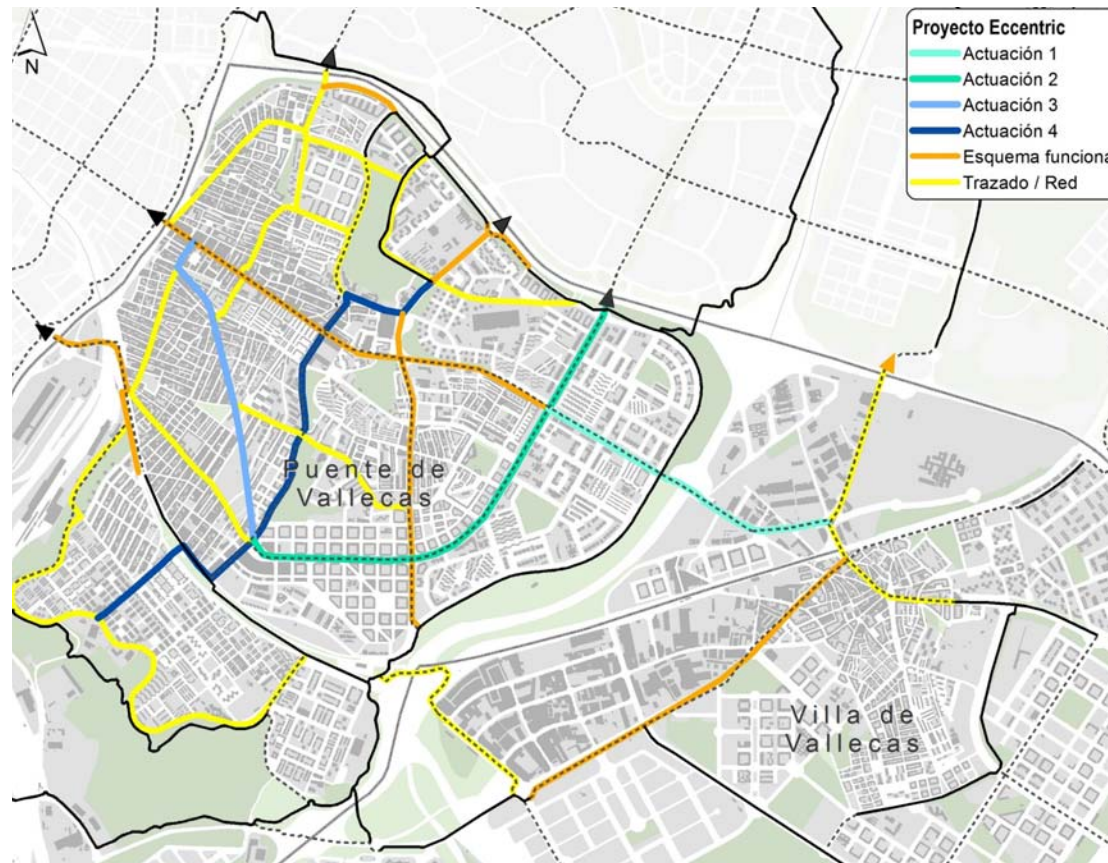 N
Proyecto Eccentric
Actuación 1
Actuación 2
Actuación 3
Actuación 4
Esquema funciona
Trazado / Red
Puente de
Vallecas
Villa de
Vallecas